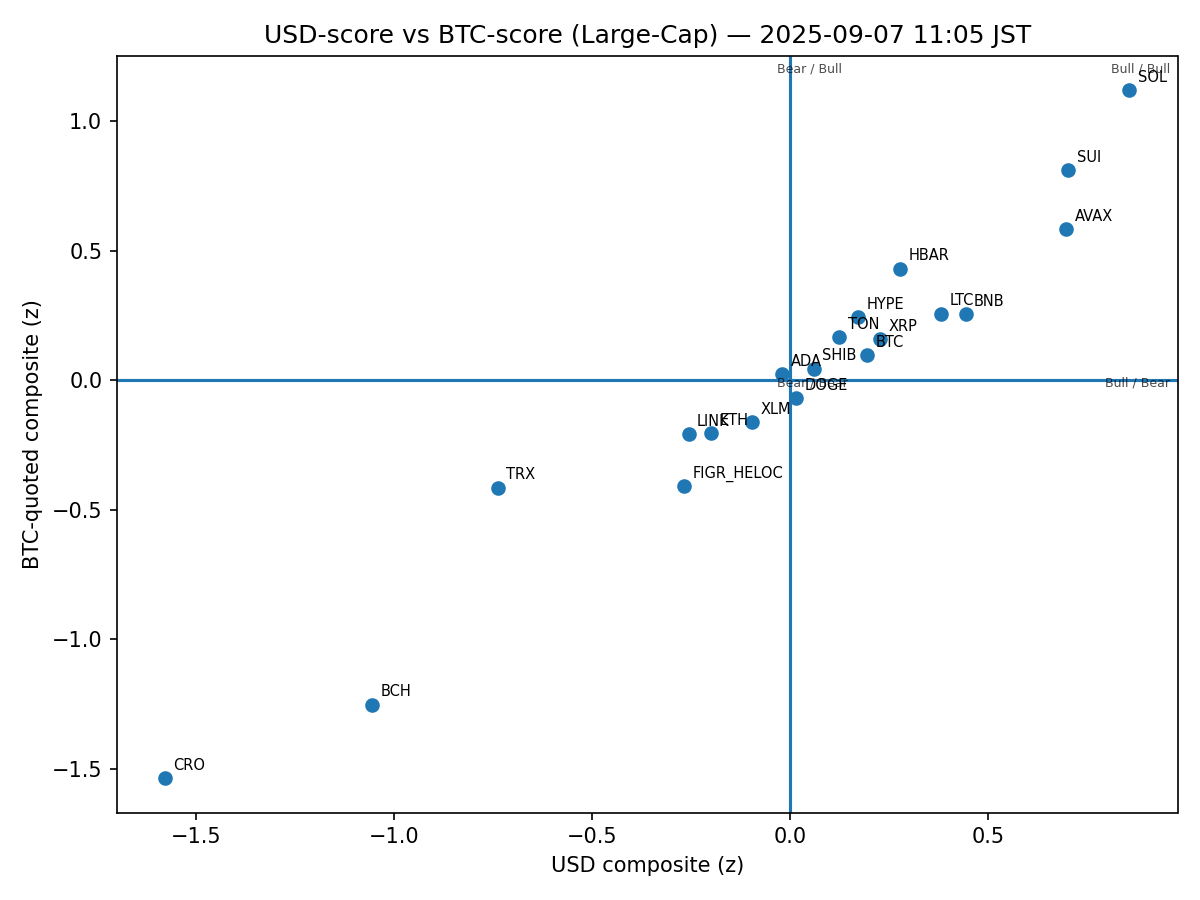 USD-score vs BTC-score (Large-Cap) — 2025-09-07 11:05 JST
Bear / Bull
Bull / Bull
SOL
SUI
AVAX
HBAR
HYPE
LTC
BNB
TON
XRP
BTC
SHIB
ADA
Bear / Bear
DOGE
Bull / Bear
XLM
LINK
ETH
FIGR_HELOC
TRX
BCH
CRO
1.0
0.5
0.0
−0.5
−1.0
−1.5
BTC-quoted composite (z)
−1.5
−1.0
−0.5
0.0
0.5
USD composite (z)